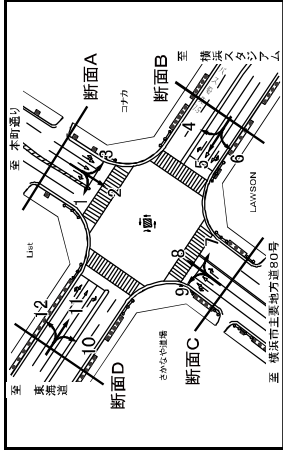 至 本町通り
断面A
コナカ
断面B
至 横浜スタジアム
1
2
3
4
5
6
List
LAWSON
12
11
10
9
8
7
至 東海道
断面D
さかなや道場
断面C
至 横浜市主要地方道80号